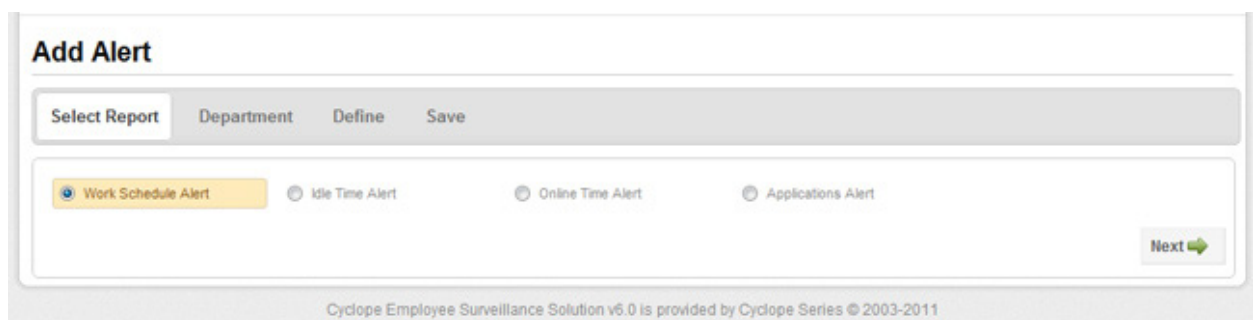 Add Alert
Select Report Department Define Save
Work Schedule Alert Idle Time Alert Online Time Alert Applications Alert
Next
Cyclope Employee Surveillance Solution v6.0 is provided by Cyclope Series © 2003-2011